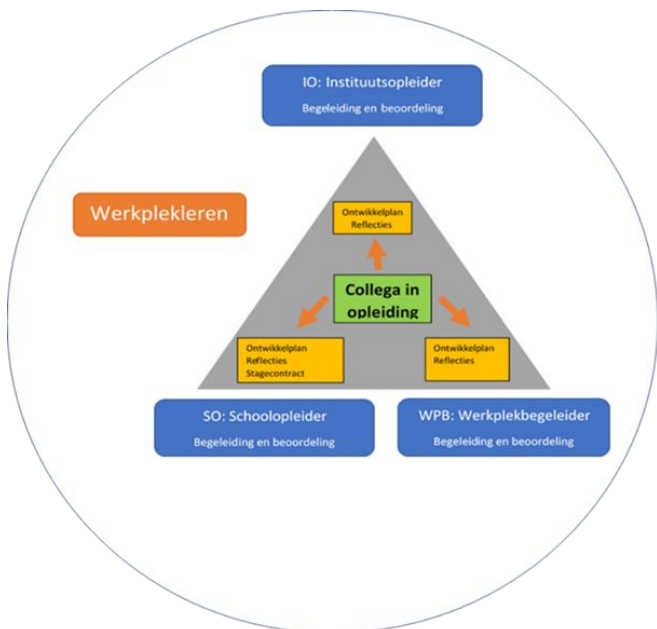 IO: Instituutsopleider
Begeleiding en beoordeling
Werkplekleren
Ontwikkelplan
Reflecties
Collega in
opleiding
Ontwikkelplan
Reflecties
Stagecontract
Ontwikkelplan
Reflecties
SO: Schoolopleider
Begeleiding en beoordeling
WPB: Werkplekbegeleider
Begeleiding en beoordeling